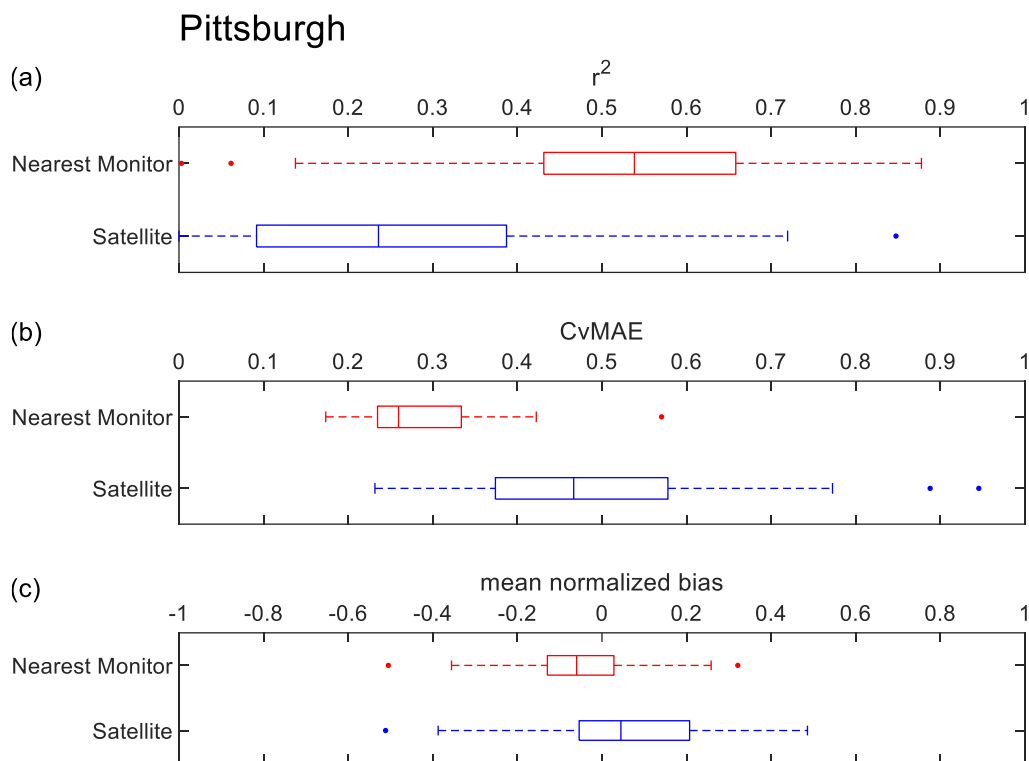 Pittsburgh
(a)
r²
0 0.1 0.2 0.3 0.4 0.5 0.6 0.7 0.8 0.9 1
Nearest Monitor
Satellite
(b)
CvMAE
0 0.1 0.2 0.3 0.4 0.5 0.6 0.7 0.8 0.9 1
Nearest Monitor
Satellite
(c)
mean normalized bias
-1 -0.8 -0.6 -0.4 -0.2 0 0.2 0.4 0.6 0.8 1
Nearest Monitor
Satellite